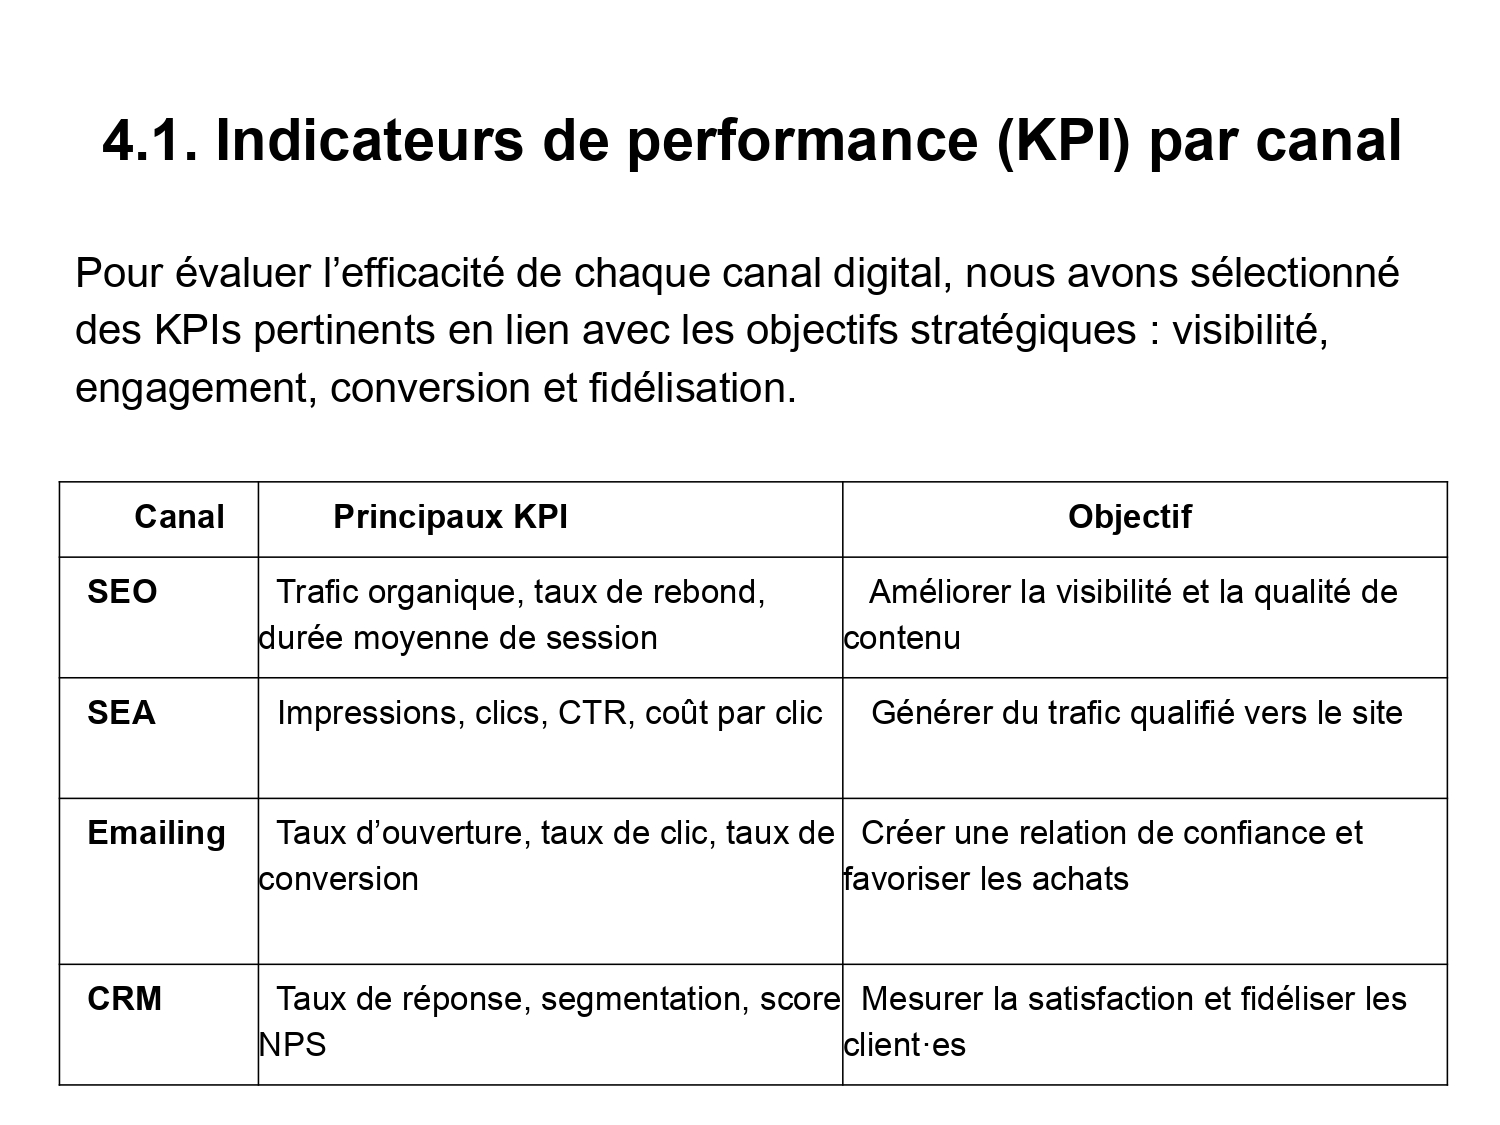 4.1. Indicateurs de performance (KPI) par canal
Pour évaluer l’efficacité de chaque canal digital, nous avons sélectionné
des KPIs pertinents en lien avec les objectifs stratégiques : visibilité,
engagement, conversion et fidélisation.
Canal Principaux KPI Objectif
SEO Trafic organique, taux de rebond, Améliorer la visibilité et la qualité de
durée moyenne de session contenu
SEA Impressions, clics, CTR, coût par clic Générer du trafic qualifié vers le site
Emailing Taux d’ouverture, taux de clic, taux de Créer une relation de confiance et
conversion favoriser les achats
CRM Taux de réponse, segmentation, score Mesurer la satisfaction et fidéliser les
NPS client·es